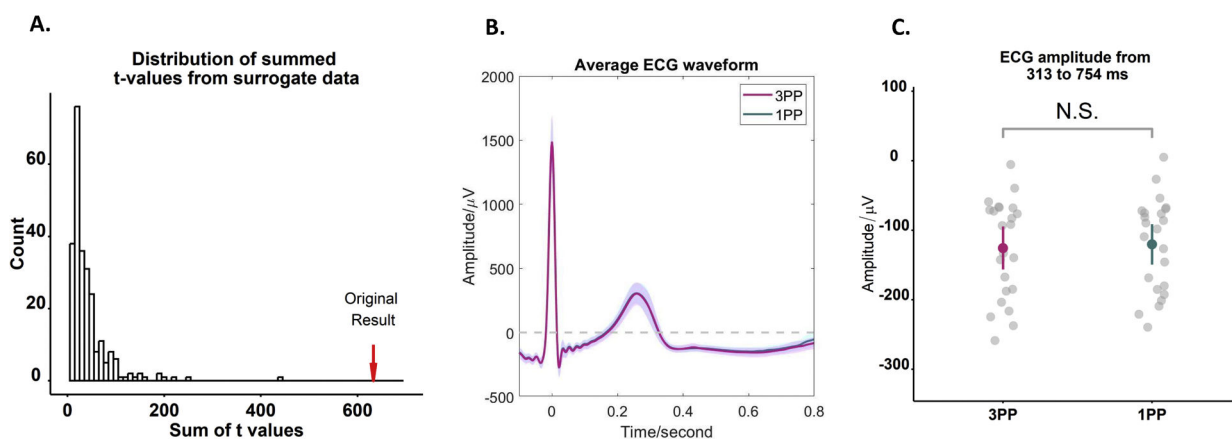 A.
Distribution of summed
t-values from surrogate data
Count
60
40
20
0
Original
Result
0
200
400
600
Sum of t values
B.
Average ECG waveform
Amplitude/μV
2000
1500
1000
500
0
-500
3PP
1PP
0
0.2
0.4
0.6
0.8
Time/second
C.
ECG amplitude from
313 to 754 ms
Amplitude/μV
100
0
-100
-200
-300
N.S.
3PP
1PP